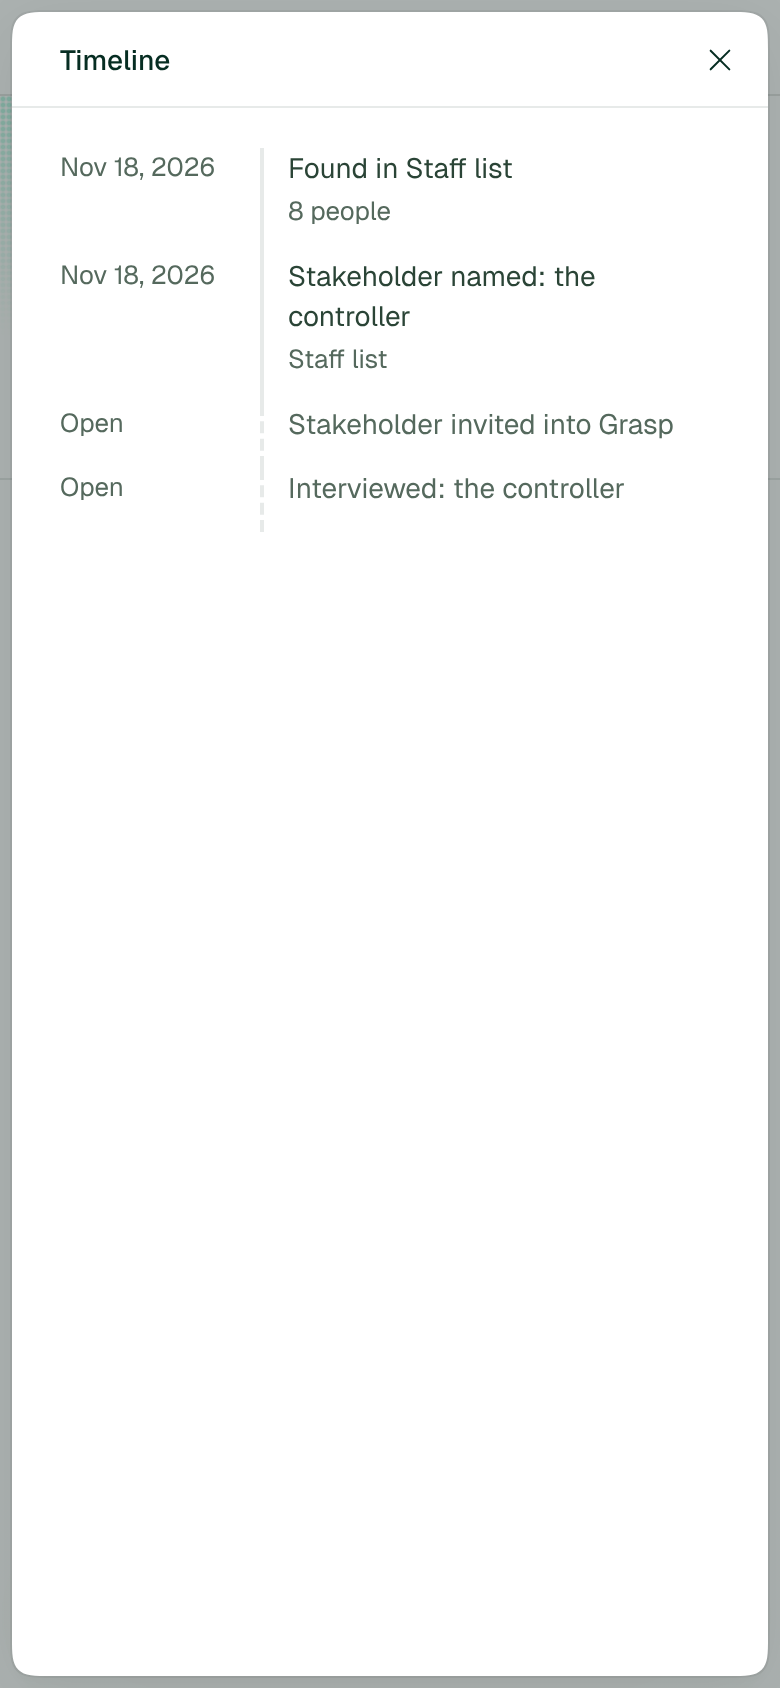 Timeline
Nov 18, 2026
Found in Staff list
8 people
Nov 18, 2026
Stakeholder named: the
controller
Staff list
Open
Stakeholder invited into Grasp
Open
Interviewed: the controller